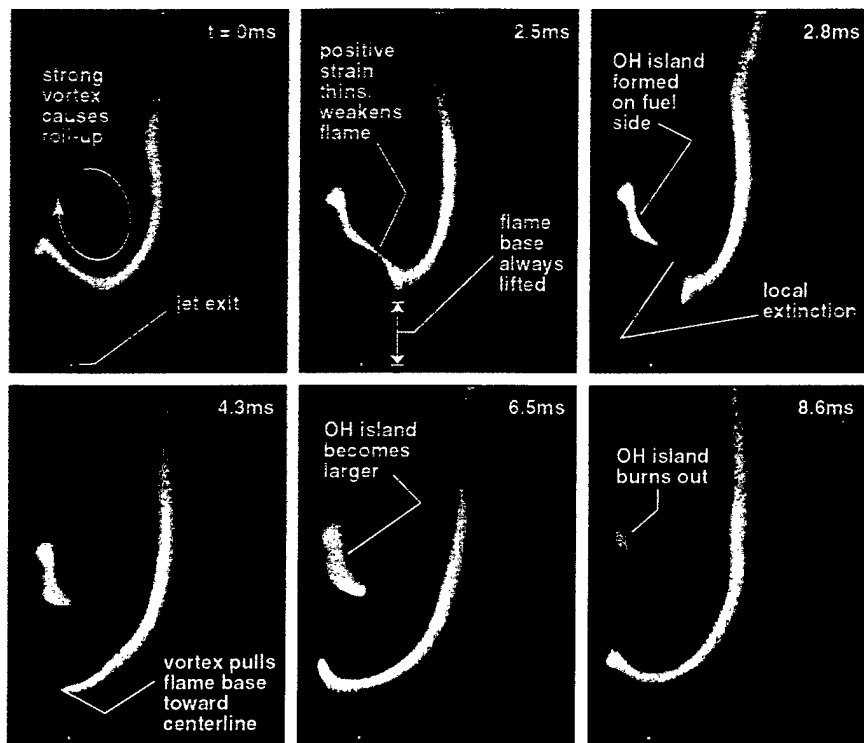 t = 0ms
strong
vortex
causes
roll-up
jet exit
2.5ms
positive
strain
thins,
weakens
flame
flame
base
always
lifted
2.8ms
OH island
formed
on fuel
side
local
extinction
4.3ms
vortex pulls
flame base
toward
centerline
6.5ms
OH island
becomes
larger
8.6ms
OH island
burns out